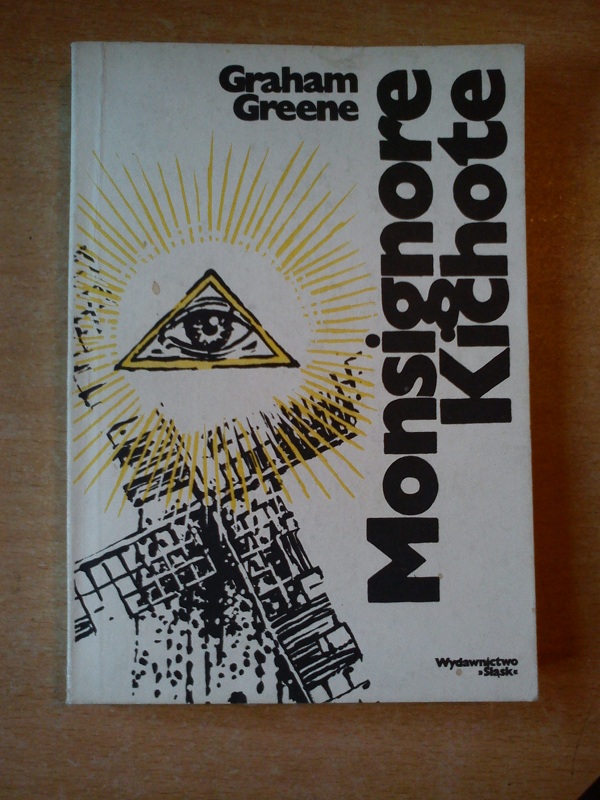 Graham
Greene
Monsignore
Kichote
Wydawnictwo
»Śląsk«